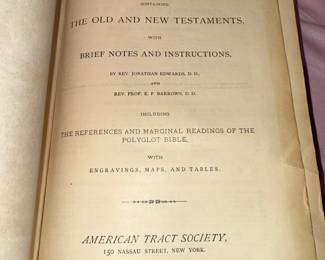 CONTAINING
THE OLD AND NEW TESTAMENTS.
WITH
BRIEF NOTES AND INSTRUCTIONS.
BY REV. JONATHAN EDWARDS, D. D.,
AND
REV. PROF. E. P. BARROWS, D. D.
INCLUDING
THE REFERENCES AND MARGINAL READINGS OF THE
POLYGLOT BIBLE,
WITH
ENGRAVINGS, MAPS, AND TABLES.
AMERICAN TRACT SOCIETY,
150 NASSAU STREET, NEW YORK.